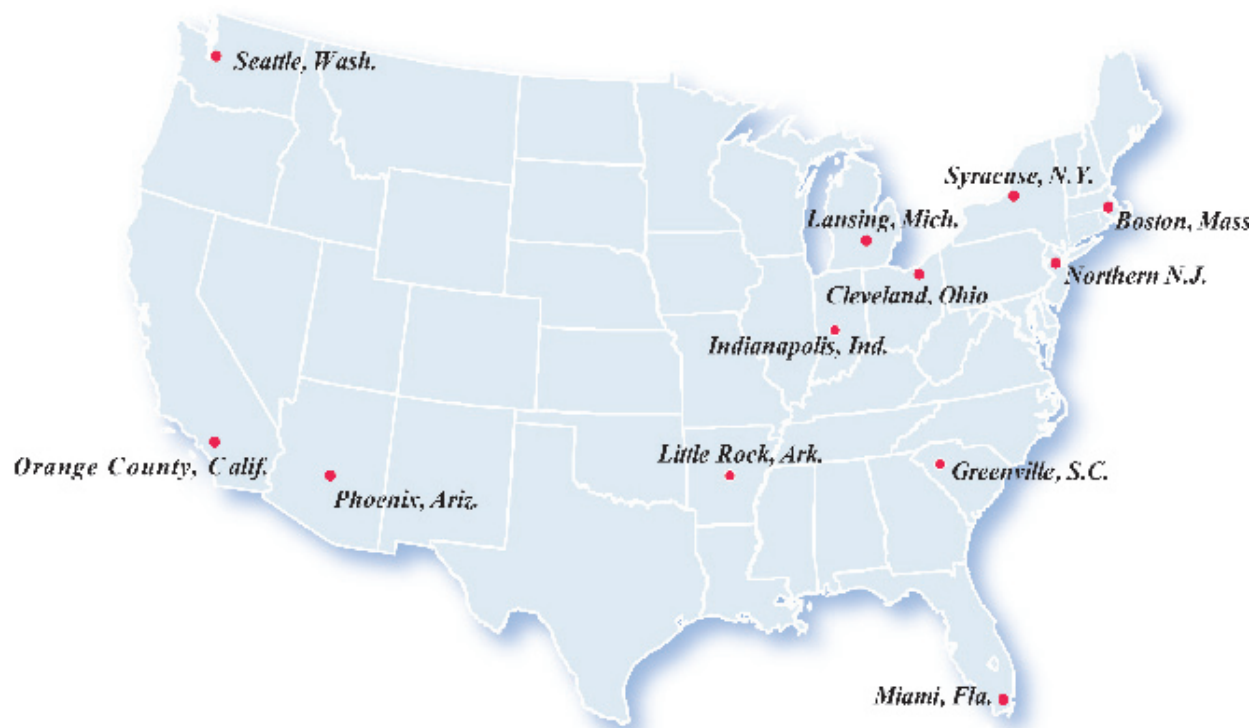 Seattle, Wash.
Syracuse, N.Y.
Lansing, Mich.
Boston, Mass
Northern N.J.
Cleveland, Ohio
Indianapolis, Ind.
Little Rock, Ark.
Orange County, Calif.
Greenville, S.C.
Phoenix, Ariz.
Miami, Fla.